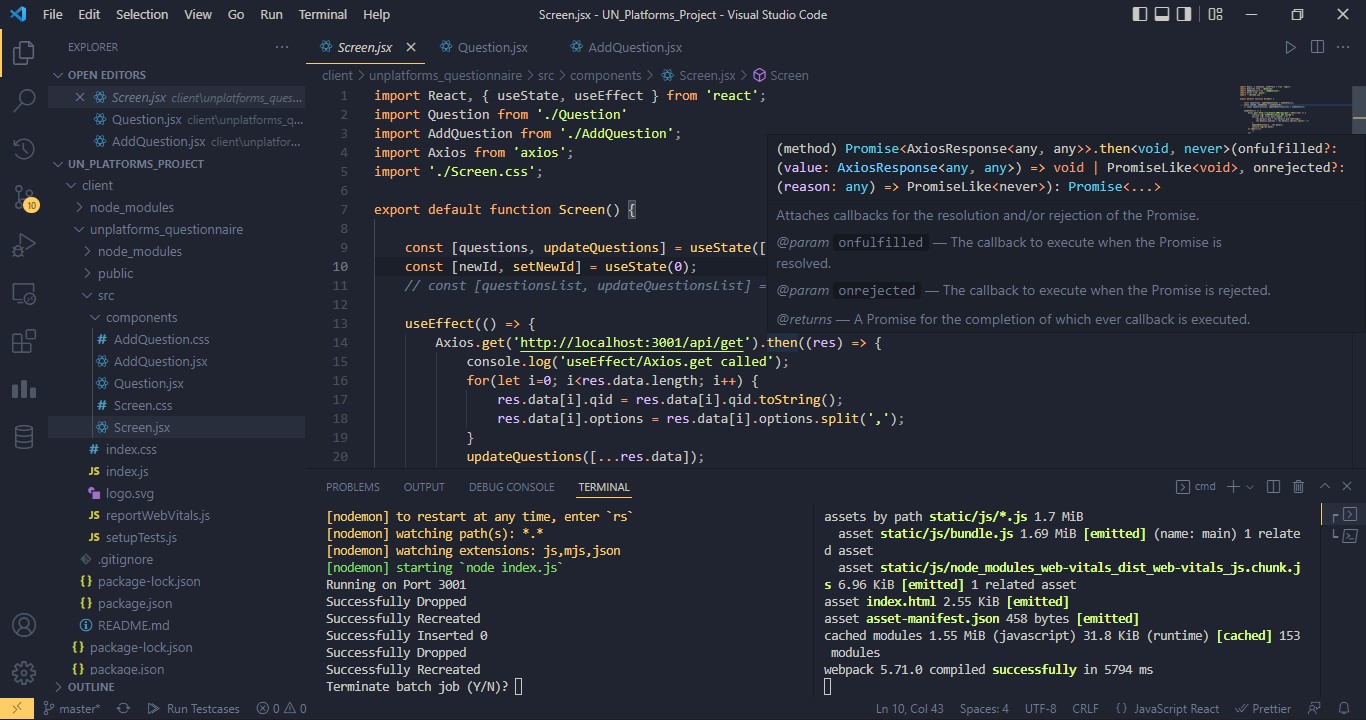 File Edit Selection View Go Run Terminal Help
Screen.jsx - UN_Platforms_Project - Visual Studio Code
EXPLORER
OPEN EDITORS
Screen.jsx client\unplatforms_ques...
Question.jsx client\unplatforms_q...
AddQuestion.jsx client\unplatfor...
UN_PLATFORMS_PROJECT
client
node_modules
unplatforms_questionnaire
node_modules
public
src
components
# AddQuestion.css
AddQuestion.jsx
Question.jsx
# Screen.css
Screen.jsx
# index.css
JS index.js
logo.svg
JS reportWebVitals.js
JS setupTests.js
.gitignore
{} package-lock.json
{} package.json
README.md
{} package-lock.json
{} package.json
OUTLINE
10
Screen.jsx Question.jsx AddQuestion.jsx
client > unplatforms_questionnaire > src > components > Screen.jsx > Screen
1 import React, { useState, useEffect } from 'react';
2 import Question from './Question'
3 import AddQuestion from './AddQuestion';
4 import Axios from 'axios';
5 import './Screen.css';
6
7 export default function Screen() {
8
9 const [questions, updateQuestions] = useState([
10 const [newId, setNewId] = useState(0);
11 // const [questionsList, updateQuestionsList] =
12
13 useEffect(() => {
14 Axios.get('http://localhost:3001/api/get').then((res) => {
15 console.log('useEffect/Axios.get called');
16 for(let i=0; i<res.data.length; i++) {
17 res.data[i].qid = res.data[i].qid.toString();
18 res.data[i].options = res.data[i].options.split(',');
19 }
20 updateQuestions([...res.data]);
(method) Promise<AxiosResponse<any, any>>.then<void, never>(onfulfilled?:
(value: AxiosResponse<any, any>) => void | PromiseLike<void>, onrejected?:
(reason: any) => PromiseLike<never>): Promise<...>
Attaches callbacks for the resolution and/or rejection of the Promise.
@param onfulfilled — The callback to execute when the Promise is
resolved.
@param onrejected — The callback to execute when the Promise is rejected.
@returns — A Promise for the completion of which ever callback is executed.
PROBLEMS OUTPUT DEBUG CONSOLE TERMINAL
cmd
[nodemon] to restart at any time, enter `rs`
[nodemon] watching path(s): *.*
[nodemon] watching extensions: js,mjs,json
[nodemon] starting `node index.js`
Running on Port 3001
Successfully Dropped
Successfully Recreated
Successfully Inserted 0
Successfully Dropped
Successfully Recreated
Terminate batch job (Y/N)?
assets by path static/js/*.js 1.7 MiB
asset static/js/bundle.js 1.69 MiB [emitted] (name: main) 1 relate
d asset
asset static/js/node_modules_web-vitals_dist_web-vitals_js.chunk.j
s 6.96 KiB [emitted] 1 related asset
asset index.html 2.55 KiB [emitted]
asset asset-manifest.json 458 bytes [emitted]
cached modules 1.55 MiB (javascript) 31.8 KiB (runtime) [cached] 153
modules
webpack 5.71.0 compiled successfully in 5794 ms
master* Run Testcases 0 0 Ln 10, Col 43 Spaces: 4 UTF-8 CRLF {} JavaScript React Prettier